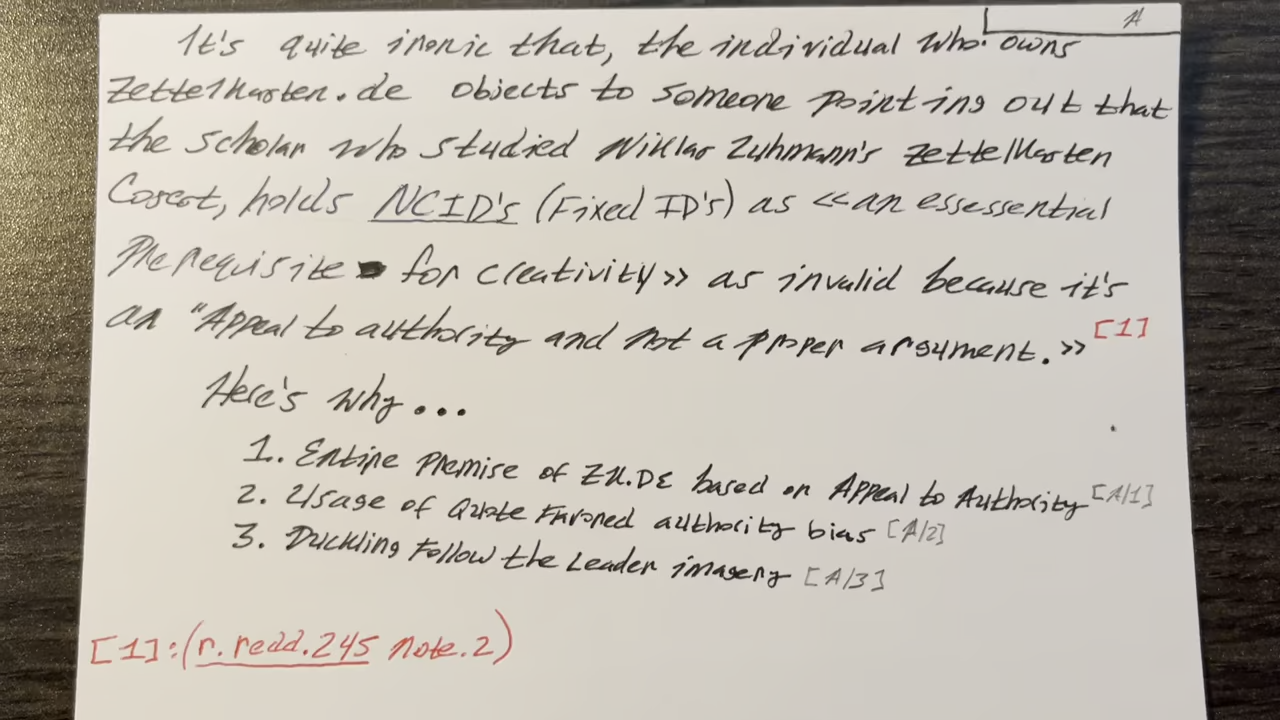 A
It's quite ironic that, the individual who owns
Zettelkasten.de objects to someone pointing out that
the scholar who studied Niklas Luhmann's Zettelkasten
Closest, holds NCID's (Fixed ID's) as «an essessential
Prerequisite for creativity» as invalid because it's
an "Appeal to authority and not a proper argument.» [1]
Here's why...
1.. Entire Premise of ZK.DE based on Appeal to Authority [A/1]
2. Usage of Quote Favored authority bias [A/2]
3. Duckling Follow the Leader imagery [A/3]
[1]:(r.redd.245 note.2)